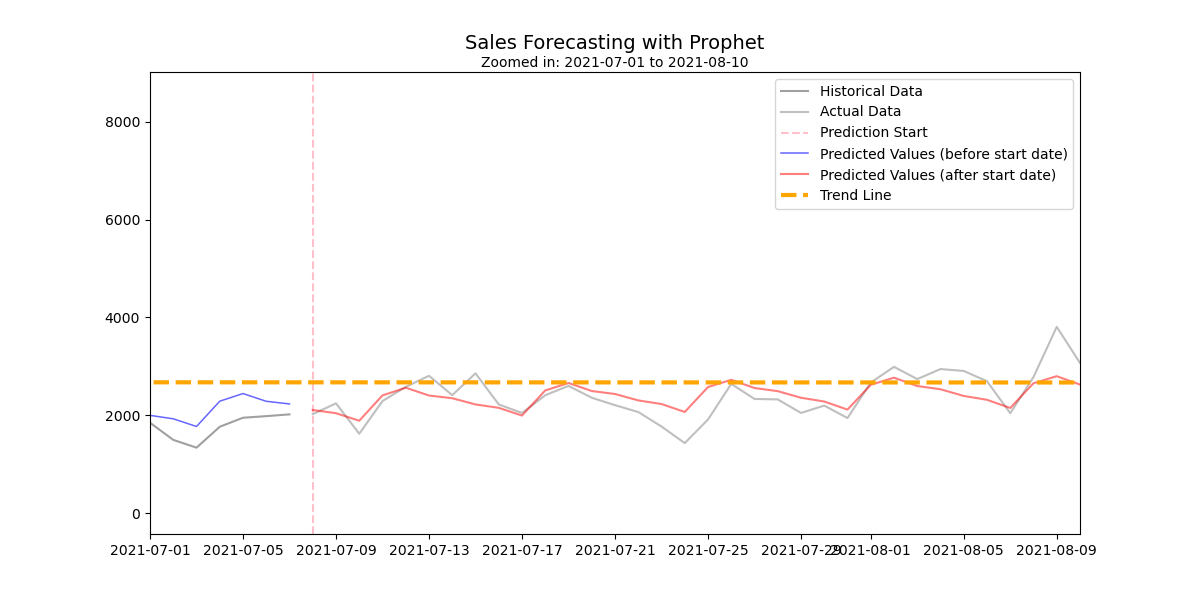 Sales Forecasting with Prophet
Zoomed in: 2021-07-01 to 2021-08-10
Historical Data
Actual Data
Prediction Start
Predicted Values (before start date)
Predicted Values (after start date)
Trend Line
8000
6000
4000
2000
0
2021-07-01 2021-07-05 2021-07-09 2021-07-13 2021-07-17 2021-07-21 2021-07-25 2021-07-29 2021-08-01 2021-08-05 2021-08-09